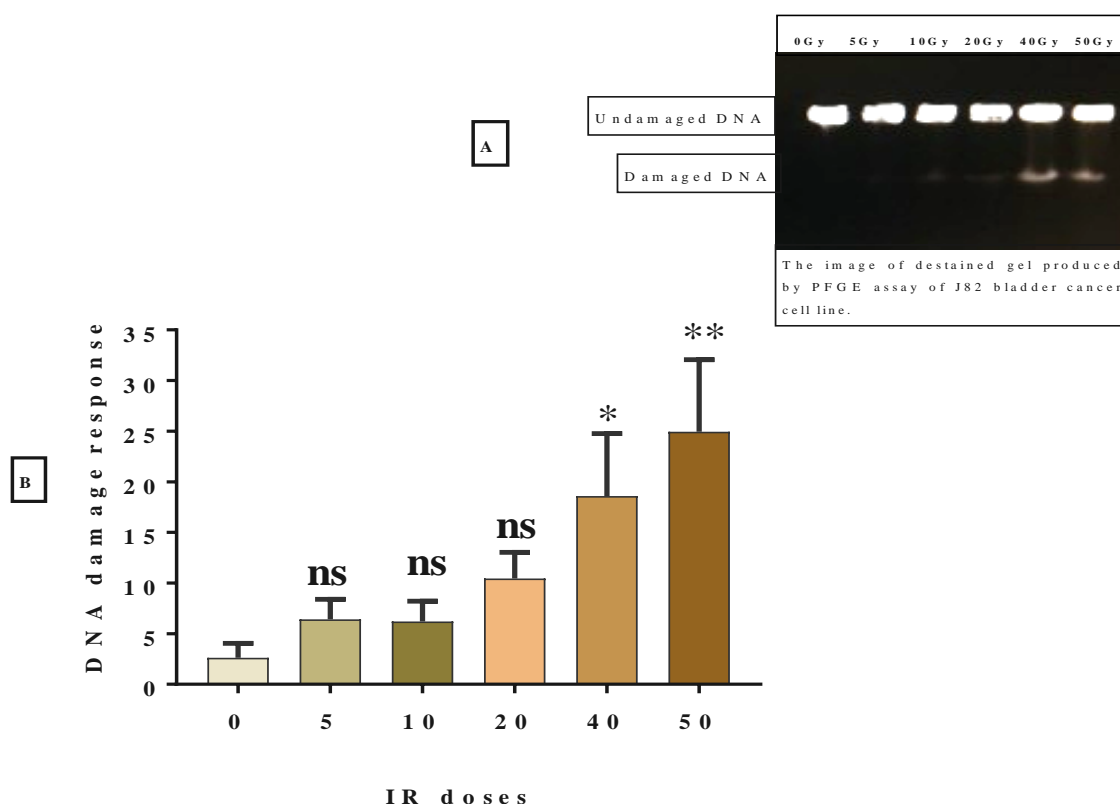 0Gy 5Gy 10Gy 20Gy 40Gy 50Gy
A
Undamaged DNA
Damaged DNA
The image of destained gel produced
by PFGE assay of J82 bladder cancer
cell line.
B
DNA damage response
35
30
25
20
15
10
5
0
ns
ns
ns
*
**
0 5 10 20 40 50
IR doses